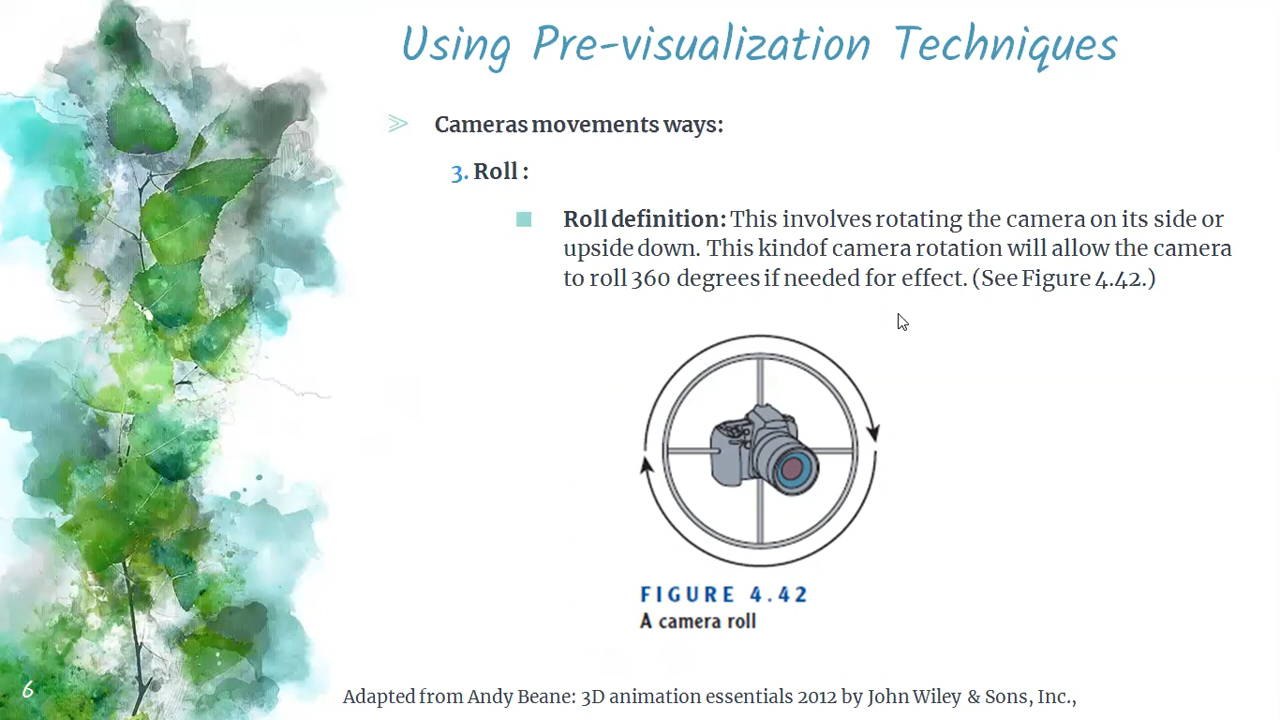 Using Pre-visualization Techniques
Cameras movements ways:
3. Roll :
Roll definition: This involves rotating the camera on its side or
upside down. This kindof camera rotation will allow the camera
to roll 360 degrees if needed for effect. (See Figure 4.42.)
FIGURE 4.42
A camera roll
6
Adapted from Andy Beane: 3D animation essentials 2012 by John Wiley & Sons, Inc.,